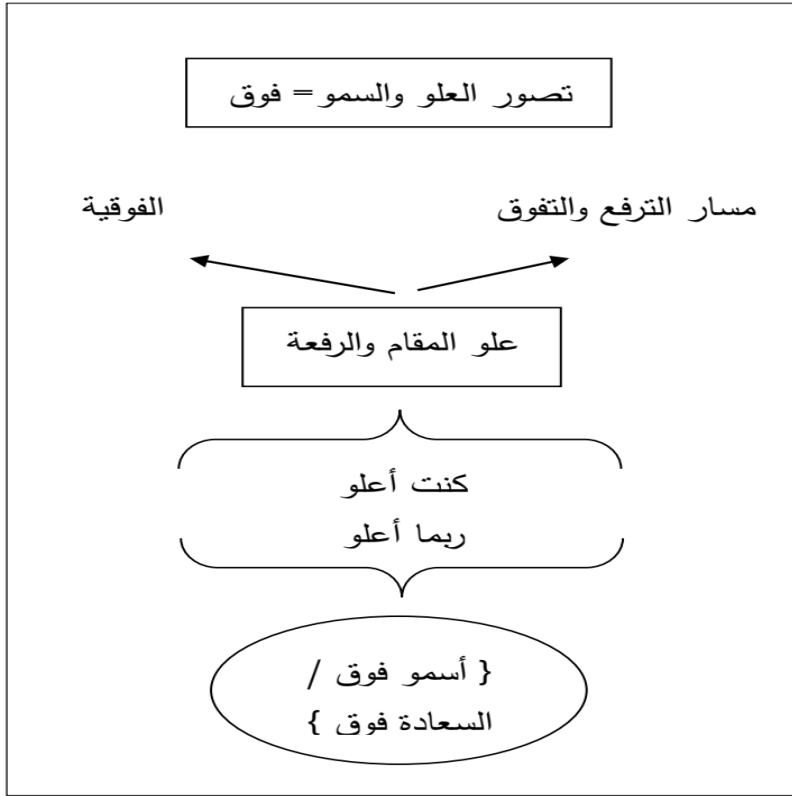 تصور العلو والسمو = فوق
مسار الترفع والتفوق
الفوقية
علو المقام والرفعة
كنت أعلو
ربما أعلو
{ أسمو فوق /
السعادة فوق }